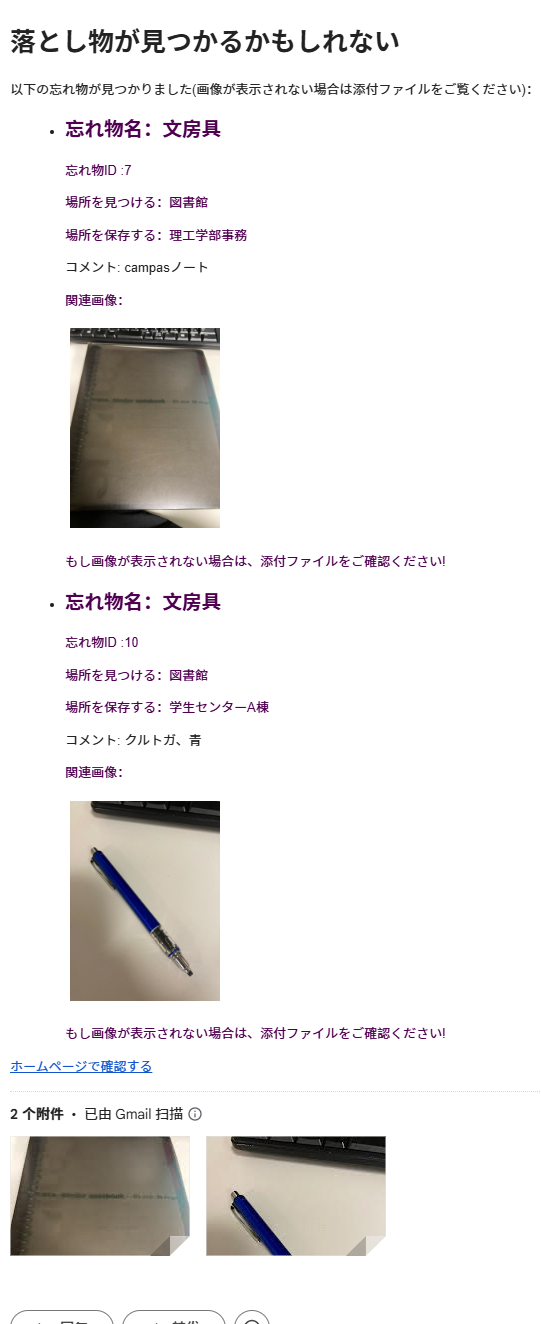 落とし物が見つかるかもしれない
以下の忘れ物が見つかりました(画像が表示されない場合は添付ファイルをご覧ください):
忘れ物名：文房具
忘れ物ID :7
場所を見つける：図書館
場所を保存する：理工学部事務
コメント: campasノート
関連画像：
もし画像が表示されない場合は、添付ファイルをご確認ください!
忘れ物名：文房具
忘れ物ID :10
場所を見つける：図書館
場所を保存する：学生センターA棟
コメント: クルトガ、青
関連画像：
もし画像が表示されない場合は、添付ファイルをご確認ください!
ホームページで確認する
2 个附件 • 已由 Gmail 扫描